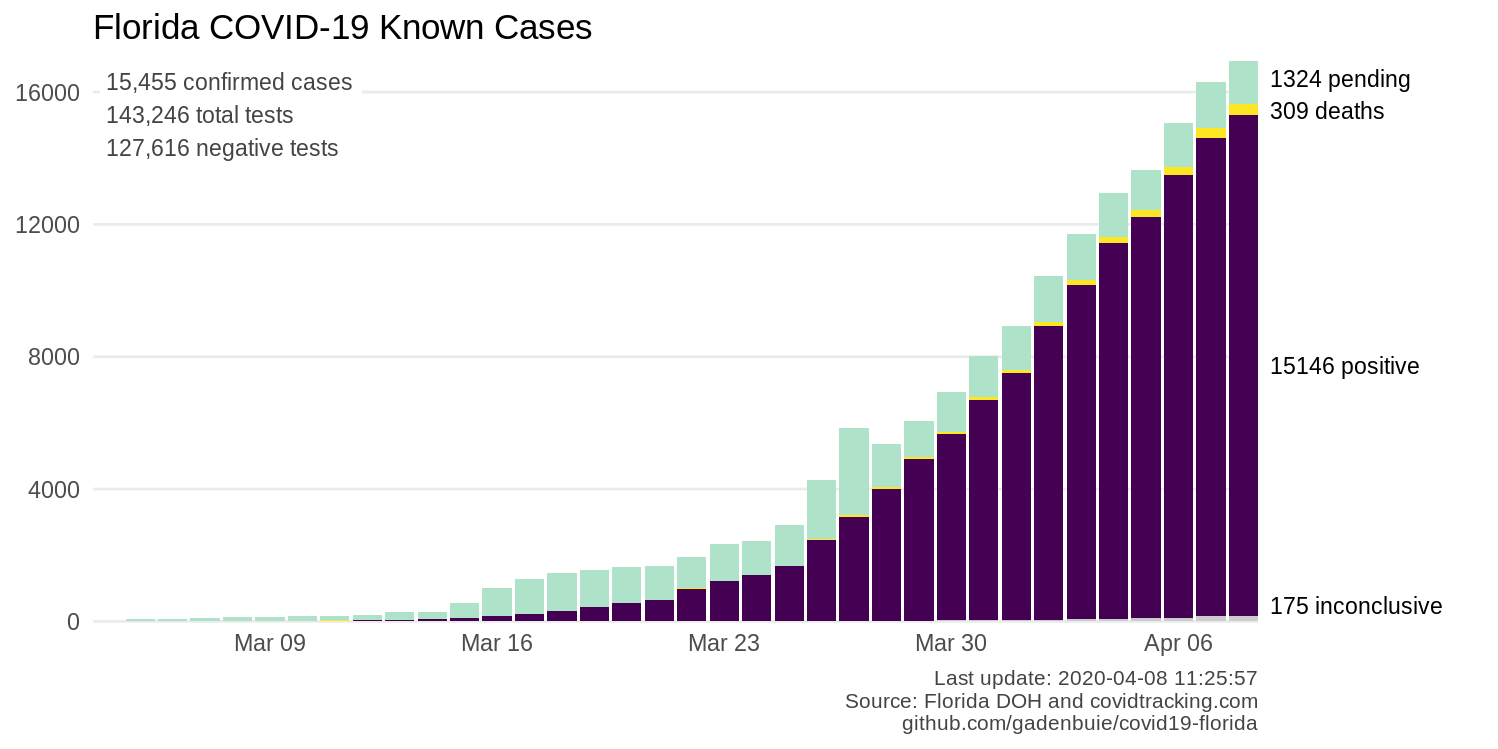 Florida COVID-19 Known Cases
15,455 confirmed cases
143,246 total tests
127,616 negative tests
16000
12000
8000
4000
0
1324 pending
309 deaths
15146 positive
175 inconclusive
Mar 09 Mar 16 Mar 23 Mar 30 Apr 06
Last update: 2020-04-08 11:25:57
Source: Florida DOH and covidtracking.com
github.com/gadenbuie/covid19-florida